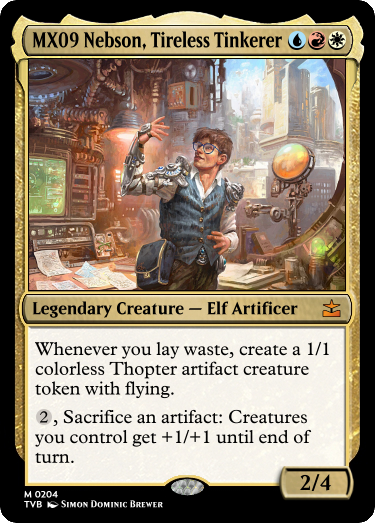 MX09 Nebson, Tireless Tinkerer
Legendary Creature — Elf Artificer
Whenever you lay waste, create a 1/1
colorless Thopter artifact creature
token with flying.
2, Sacrifice an artifact: Creatures
you control get +1/+1 until end of
turn.
2/4
M 0204
TVB Simon Dominic Brewer